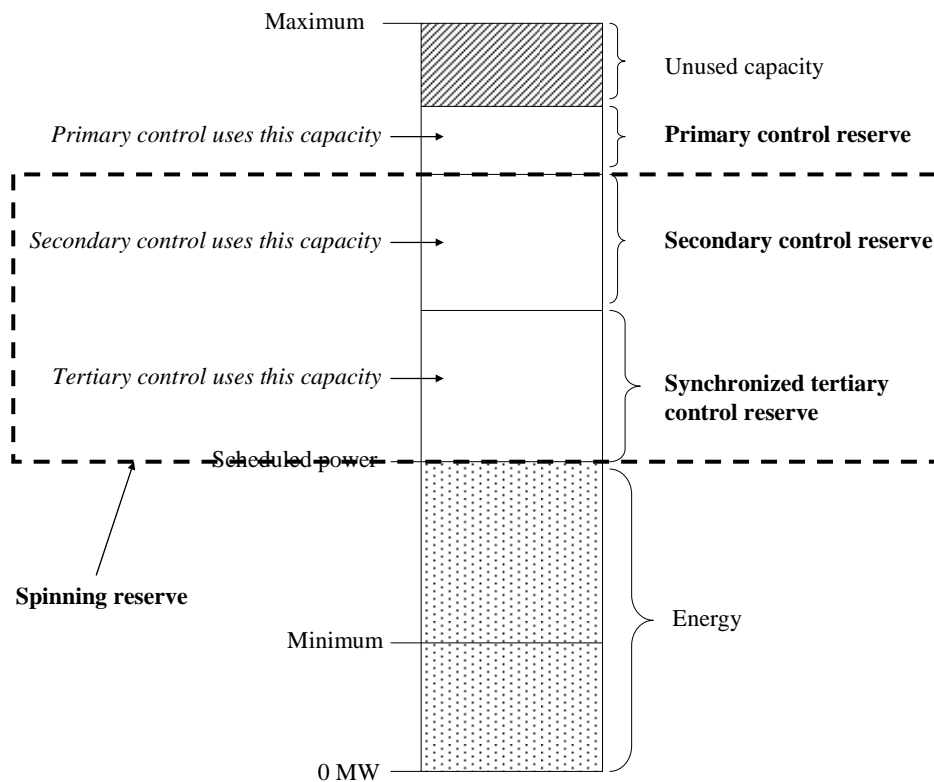 Maximum
Unused capacity
Primary control uses this capacity
Primary control reserve
Secondary control uses this capacity
Secondary control reserve
Tertiary control uses this capacity
Synchronized tertiary
control reserve
Scheduled power
Spinning reserve
Energy
Minimum
0 MW